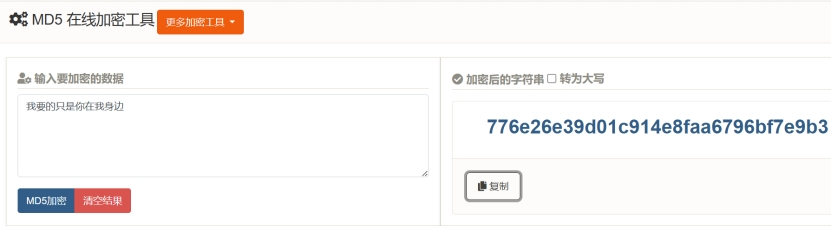 MD5 在线加密工具 更多加密工具
输入要加密的数据
我要的只是你在我身边
MD5加密 清空结果
加密后的字符串 转为大写
776e26e39d01c914e8faa6796bf7e9b3
复制